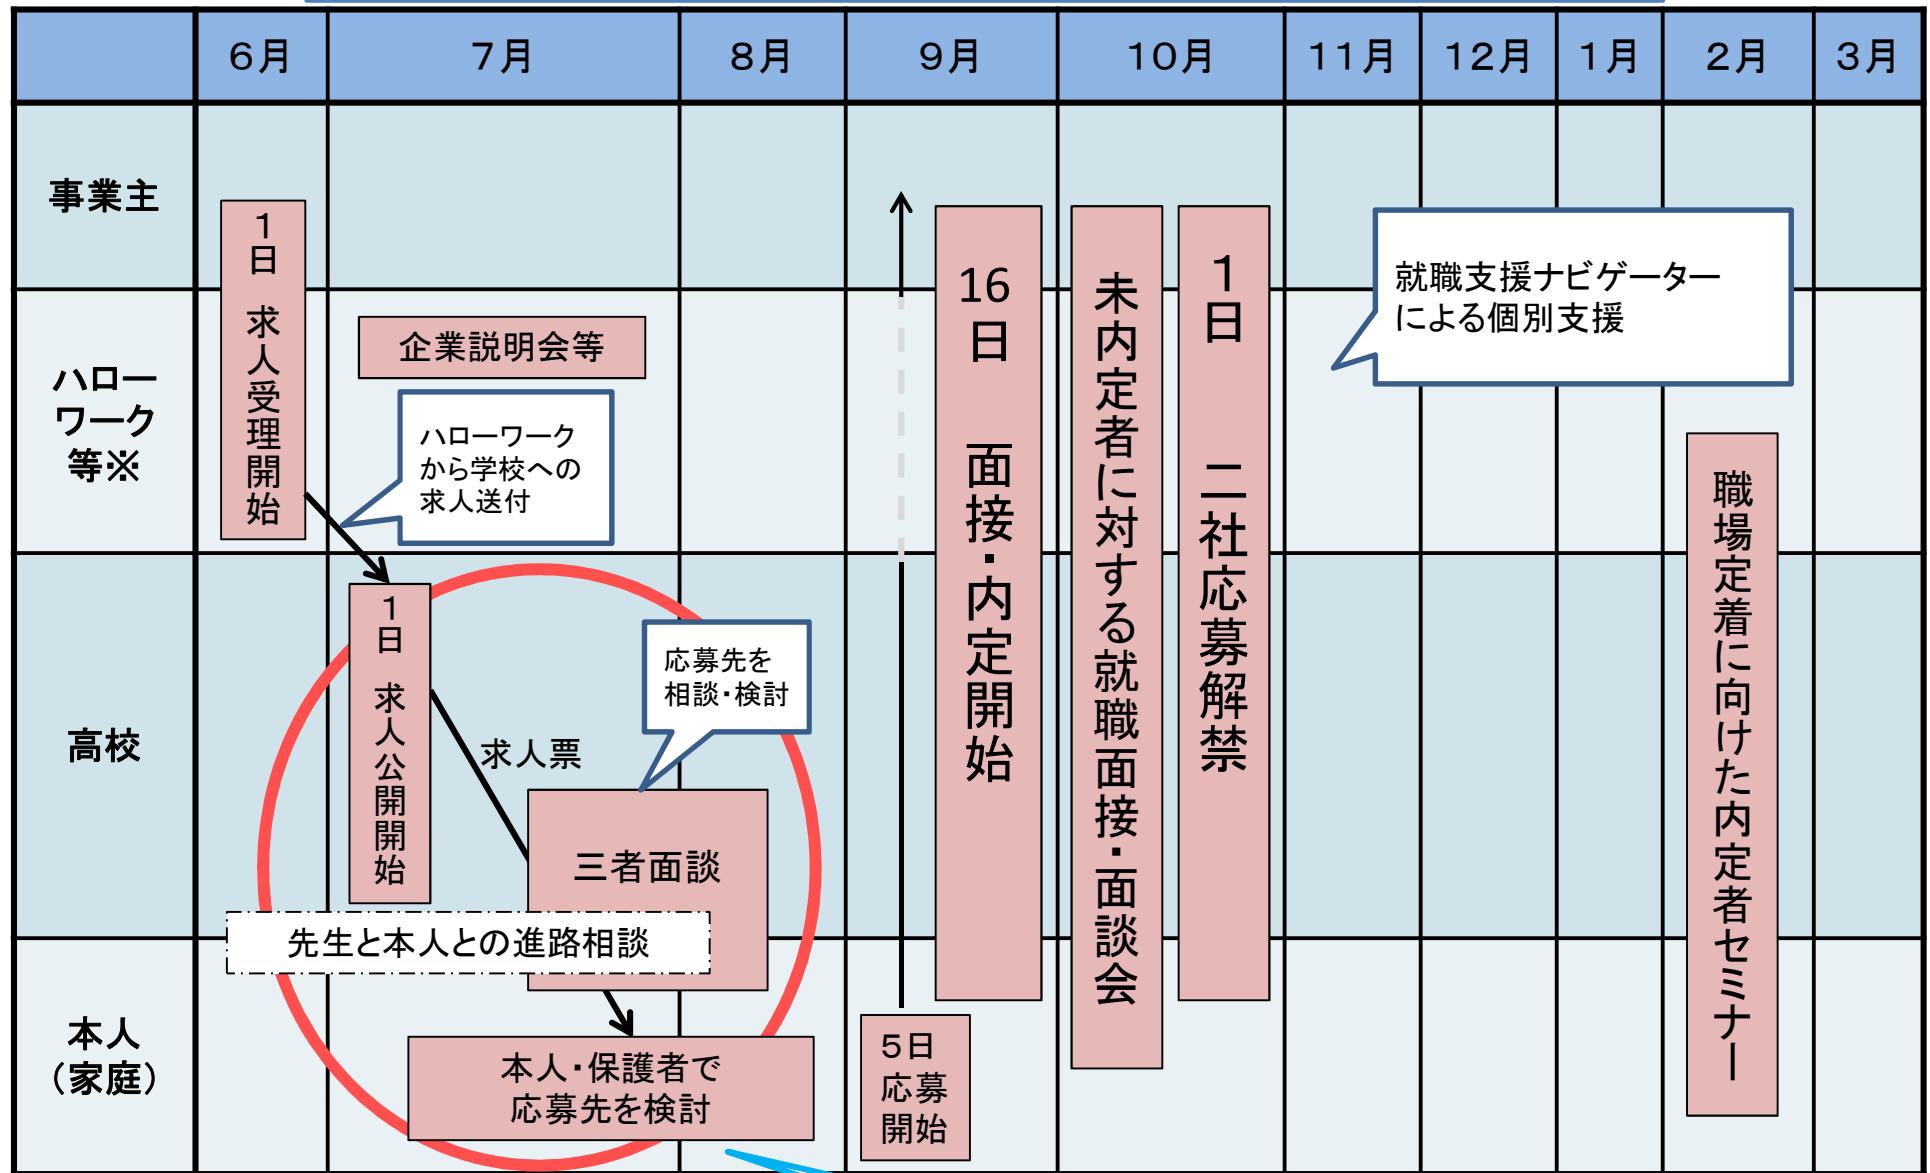 ６月
７月
８月
９月
１０月
１１月
１２月
１月
２月
３月
事業主
ハロー
ワーク
等※
高校
本人
（家庭）
１日　求人受理開始
企業説明会等
ハローワーク
から学校への
求人送付
１日　求人公開開始
求人票
応募先を
相談・検討
三者面談
先生と本人との進路相談
本人・保護者で
応募先を検討
５日
応募
開始
16日　面接・内定開始
未内定者に対する就職面接・面談会
１日　二社応募解禁
就職支援ナビゲーター
による個別支援
職場定着に向けた内定者セミナー